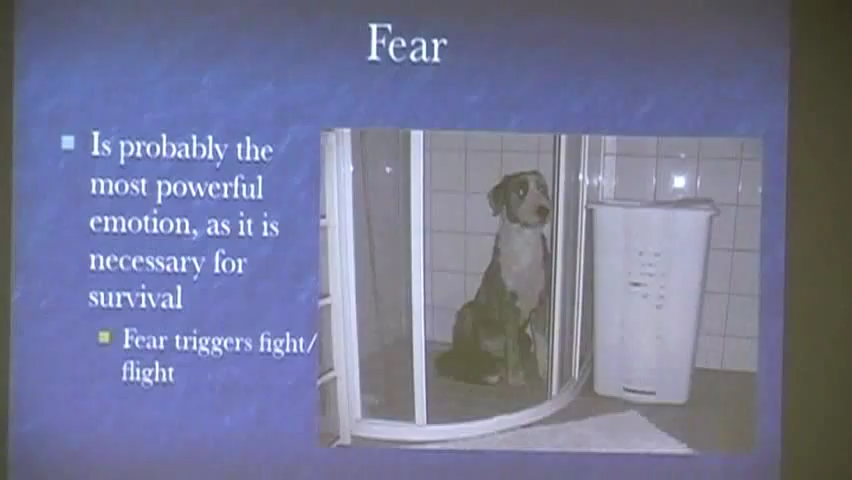 Fear
Is probably the
most powerful
emotion, as it is
necessary for
survival
Fear triggers fight/
flight